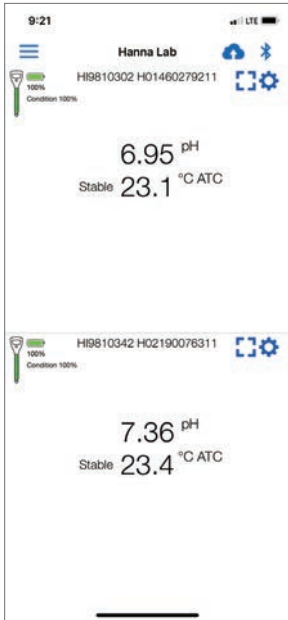 9:21 LTE
Hanna Lab
HI9810302 H01460279211
100%
Condition 100%
6.95 pH
Stable 23.1 °C ATC
HI9810342 H02190076311
100%
Condition 100%
7.36 pH
Stable 23.4 °C ATC